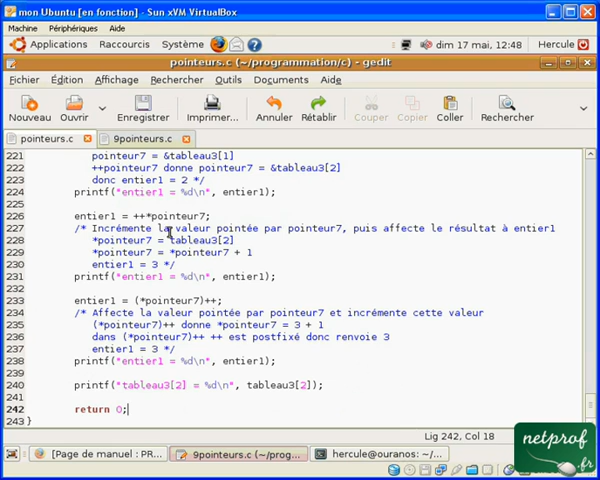 mon Ubuntu [en fonction] - Sun xVM VirtualBox
Machine Périphériques Aide
Applications Raccourcis Système dim 17 mai, 12:48 Hercule
pointeurs.c (~/programmation/c) - gedit
Fichier Édition Affichage Rechercher Outils Documents Aide
Nouveau Ouvrir Enregistrer Imprimer... Annuler Rétablir Couper Copier Coller Rechercher
pointeurs.c 9pointeurs.c
221 pointeur7 = &tableau3[1]
222 ++pointeur7 donne pointeur7 = &tableau3[2]
223 donc entier1 = 2 */
224 printf("entier1 = %d\n", entier1);
225
226 entier1 = ++*pointeur7;
227 /* Incrémente la valeur pointée par pointeur7, puis affecte le résultat à entier1
228 *pointeur7 = tableau3[2]
229 *pointeur7 = *pointeur7 + 1
230 entier1 = 3 */
231 printf("entier1 = %d\n", entier1);
232
233 entier1 = (*pointeur7)++;
234 /* Affecte la valeur pointée par pointeur7 et incrémente cette valeur
235 (*pointeur7)++ donne *pointeur7 = 3 + 1
236 dans (*pointeur7)++ ++ est postfixé donc renvoie 3
237 entier1 = 3 */
238 printf("entier1 = %d\n", entier1);
239
240 printf("tableau3[2] = %d\n", tableau3[2]);
241
242 return 0;
243 }
Lig 242, Col 18
[Page de manuel : PR... 9pointeurs.c (~/prog... hercule@ouranos: ~/...
netprof
.fr